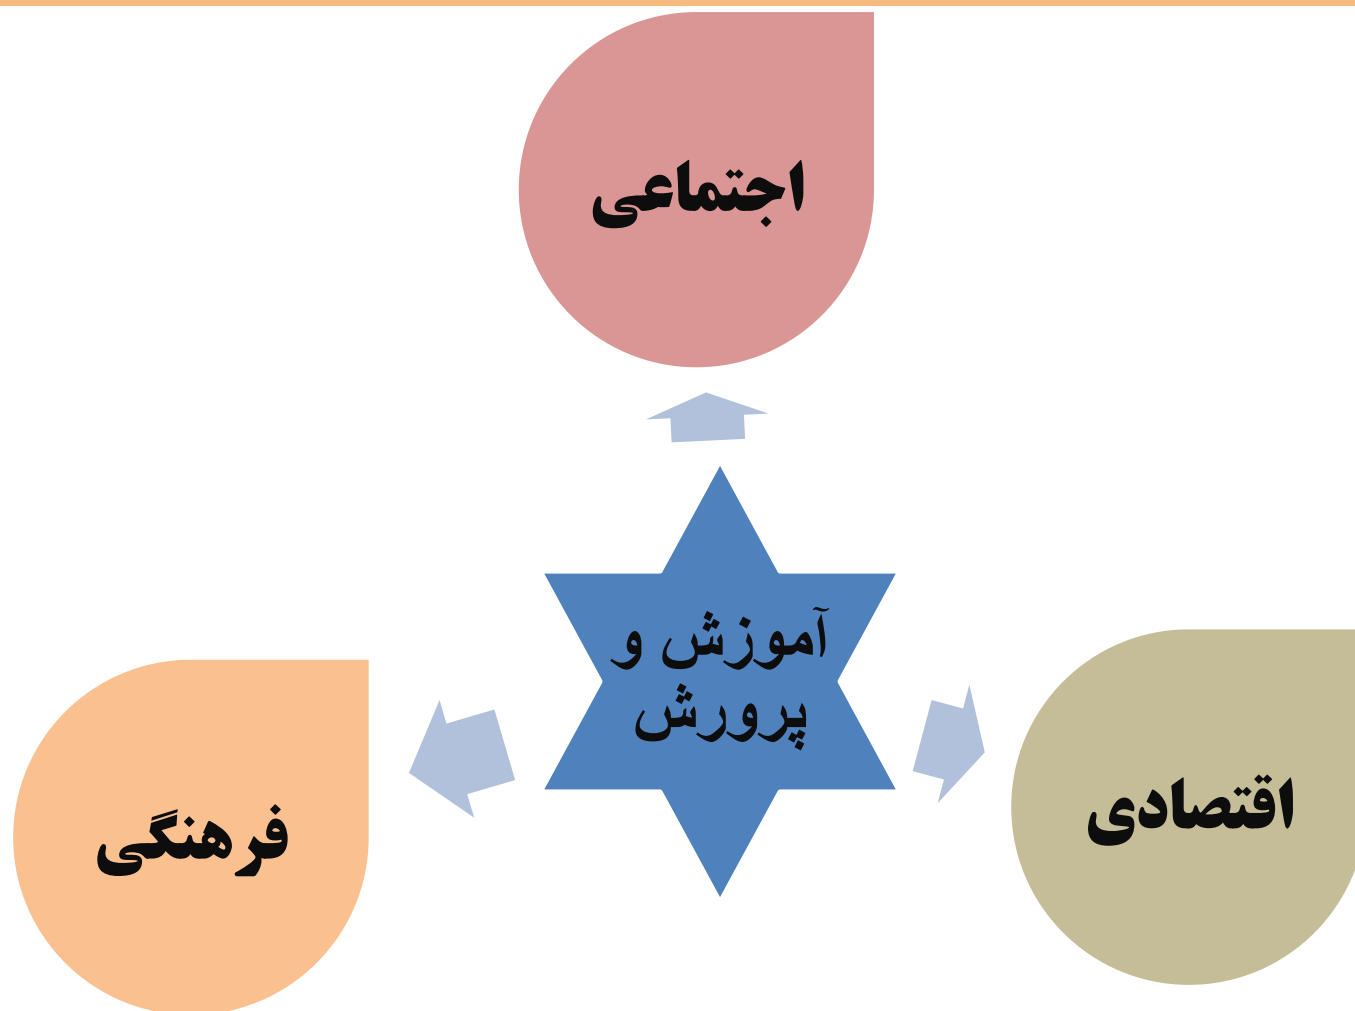 اجتماعی
آموزش و
پرورش
اقتصادی
فرهنگی